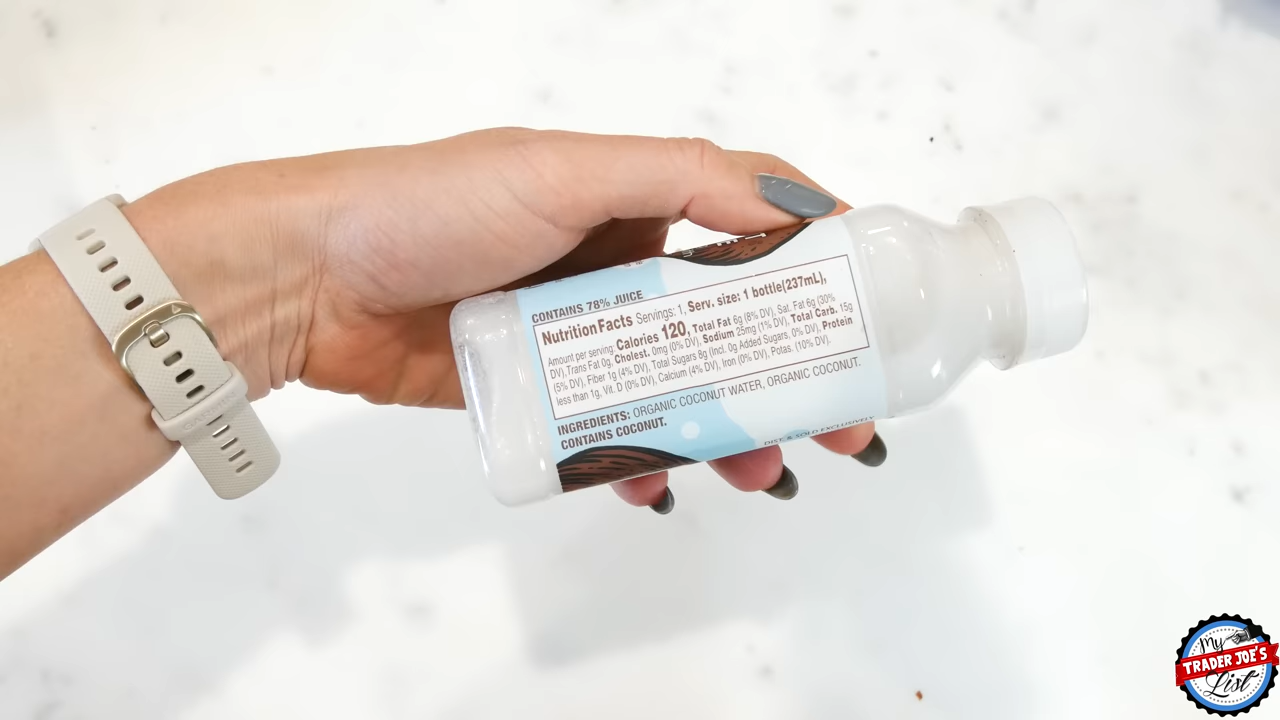 CONTAINS 78% JUICE
Nutrition Facts Servings: 1, Serv. size: 1 bottle(237mL),
Amount per serving: Calories 120, Total Fat 6g (8% DV), Sat. Fat 6g (30%
DV),Trans Fat 0g, Cholest. 0mg (0% DV), Sodium 25mg (1% DV), Total Carb. 15g
(5% DV), Fiber 1g (4% DV), Total Sugars 8g (Incl. 0g Added Sugars, 0% DV), Protein
less than 1g, Vit. D (0% DV), Calcium (4% DV), Iron (0% DV), Potas. (10% DV).
INGREDIENTS: ORGANIC COCONUT WATER, ORGANIC COCONUT.
CONTAINS COCONUT.
DIST. & SOLD EXCLUSIVELY
My
TRADER JOE'S
List